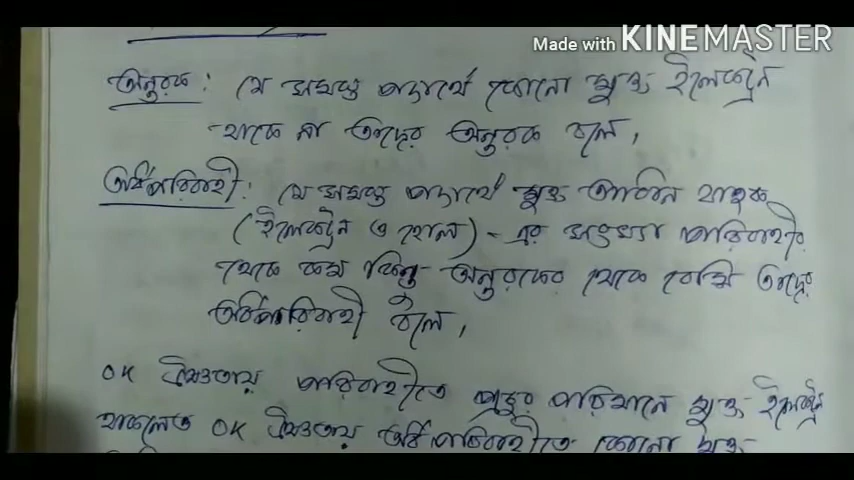 Made with KINEMASTER
অন্তরক : যে সমস্ত পদার্থে কোনো মুক্ত ইলেকট্রন
থাকে না তাদের অন্তরক বলে,
অর্ধপরিবাহী : যে সমস্ত পদার্থে মুক্ত আধান বাহক
(ইলেকট্রন ও হোল) - এর সংখ্যা পরিবাহীর
থেকে কম কিন্তু অন্তরকের থেকে বেশি তাদের
অর্ধপরিবাহী বলে,
OK উষ্ণতায় পরিবাহীতে প্রচুর পরিমানে মুক্ত ইলেকট্রন
থাকলেও OK উষ্ণতায় অর্ধপরিবাহীতে কোনো মুক্ত